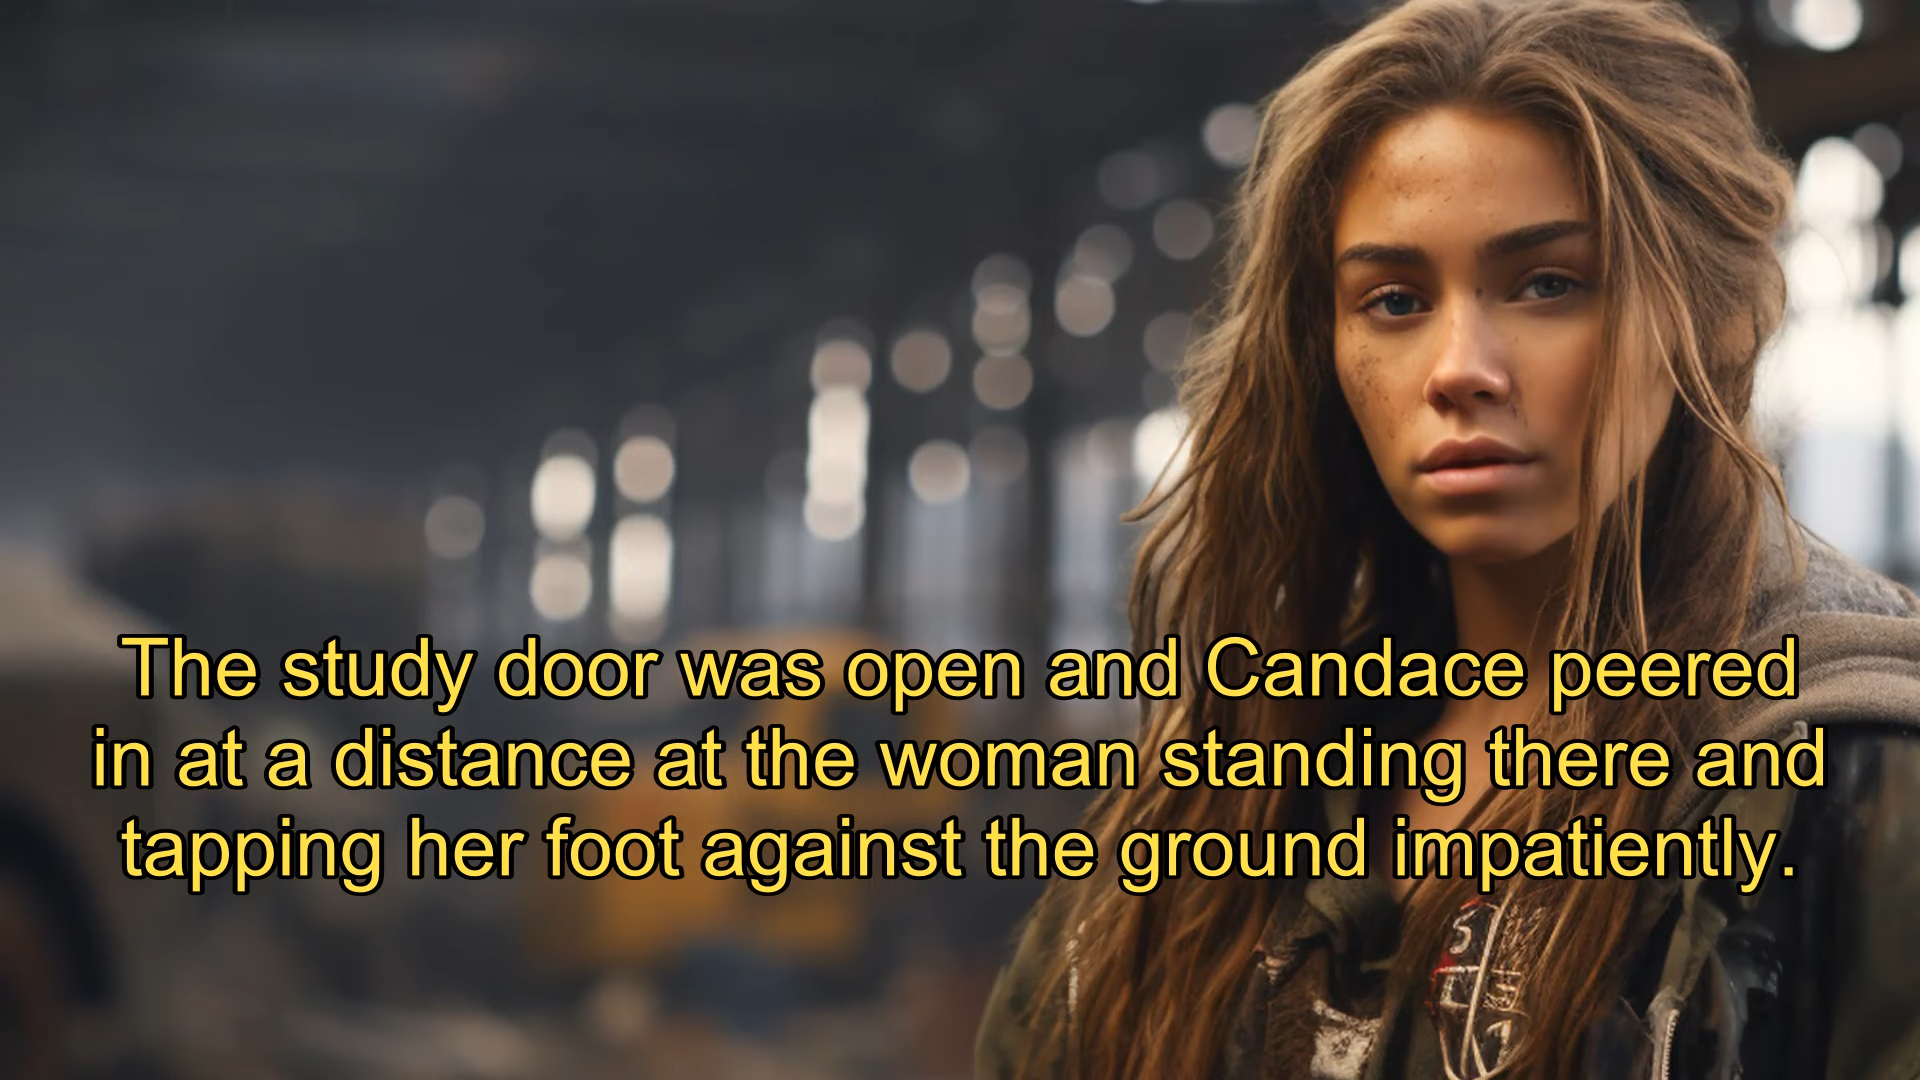 The study door was open and Candace peered
in at a distance at the woman standing there and
tapping her foot against the ground impatiently.